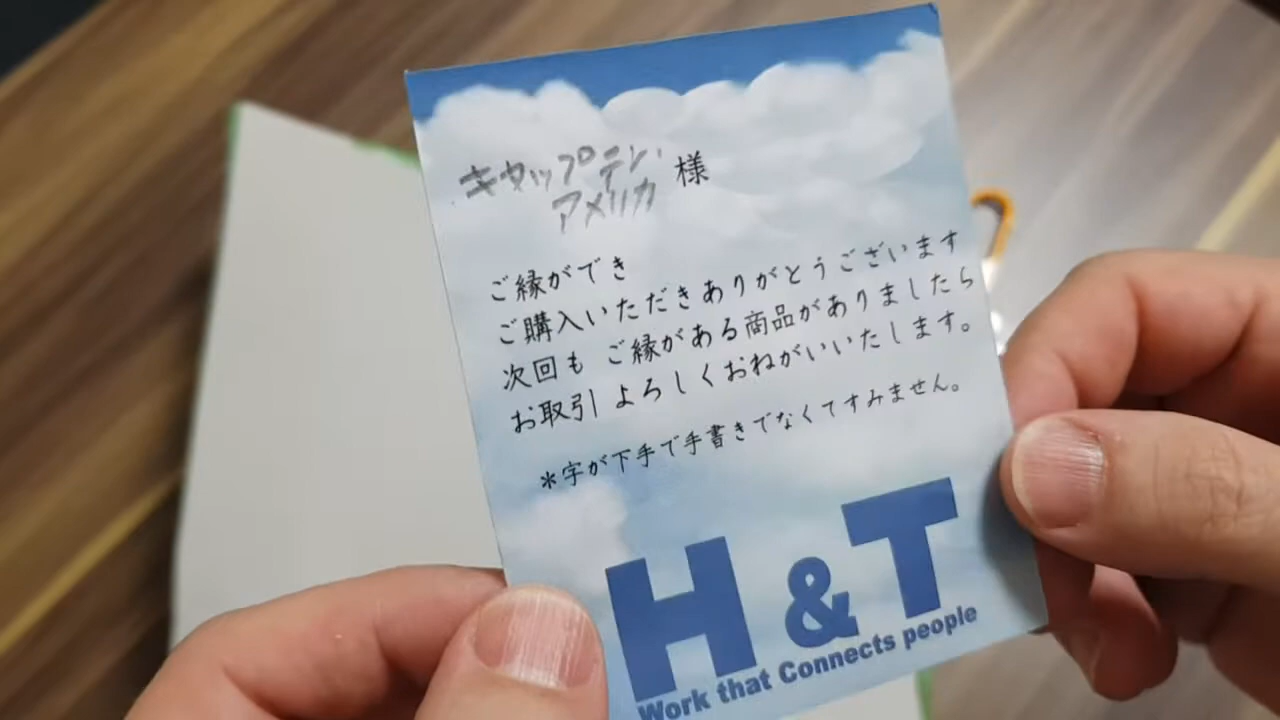 キャップテン
アメリカ 様
ご縁ができ
ご購入いただきありがとうございます
次回も ご縁がある商品がありましたら
お取引 よろしくおねがいいたします。
*字が下手で手書きでなくてすみません。
H & T
Work that Connects people